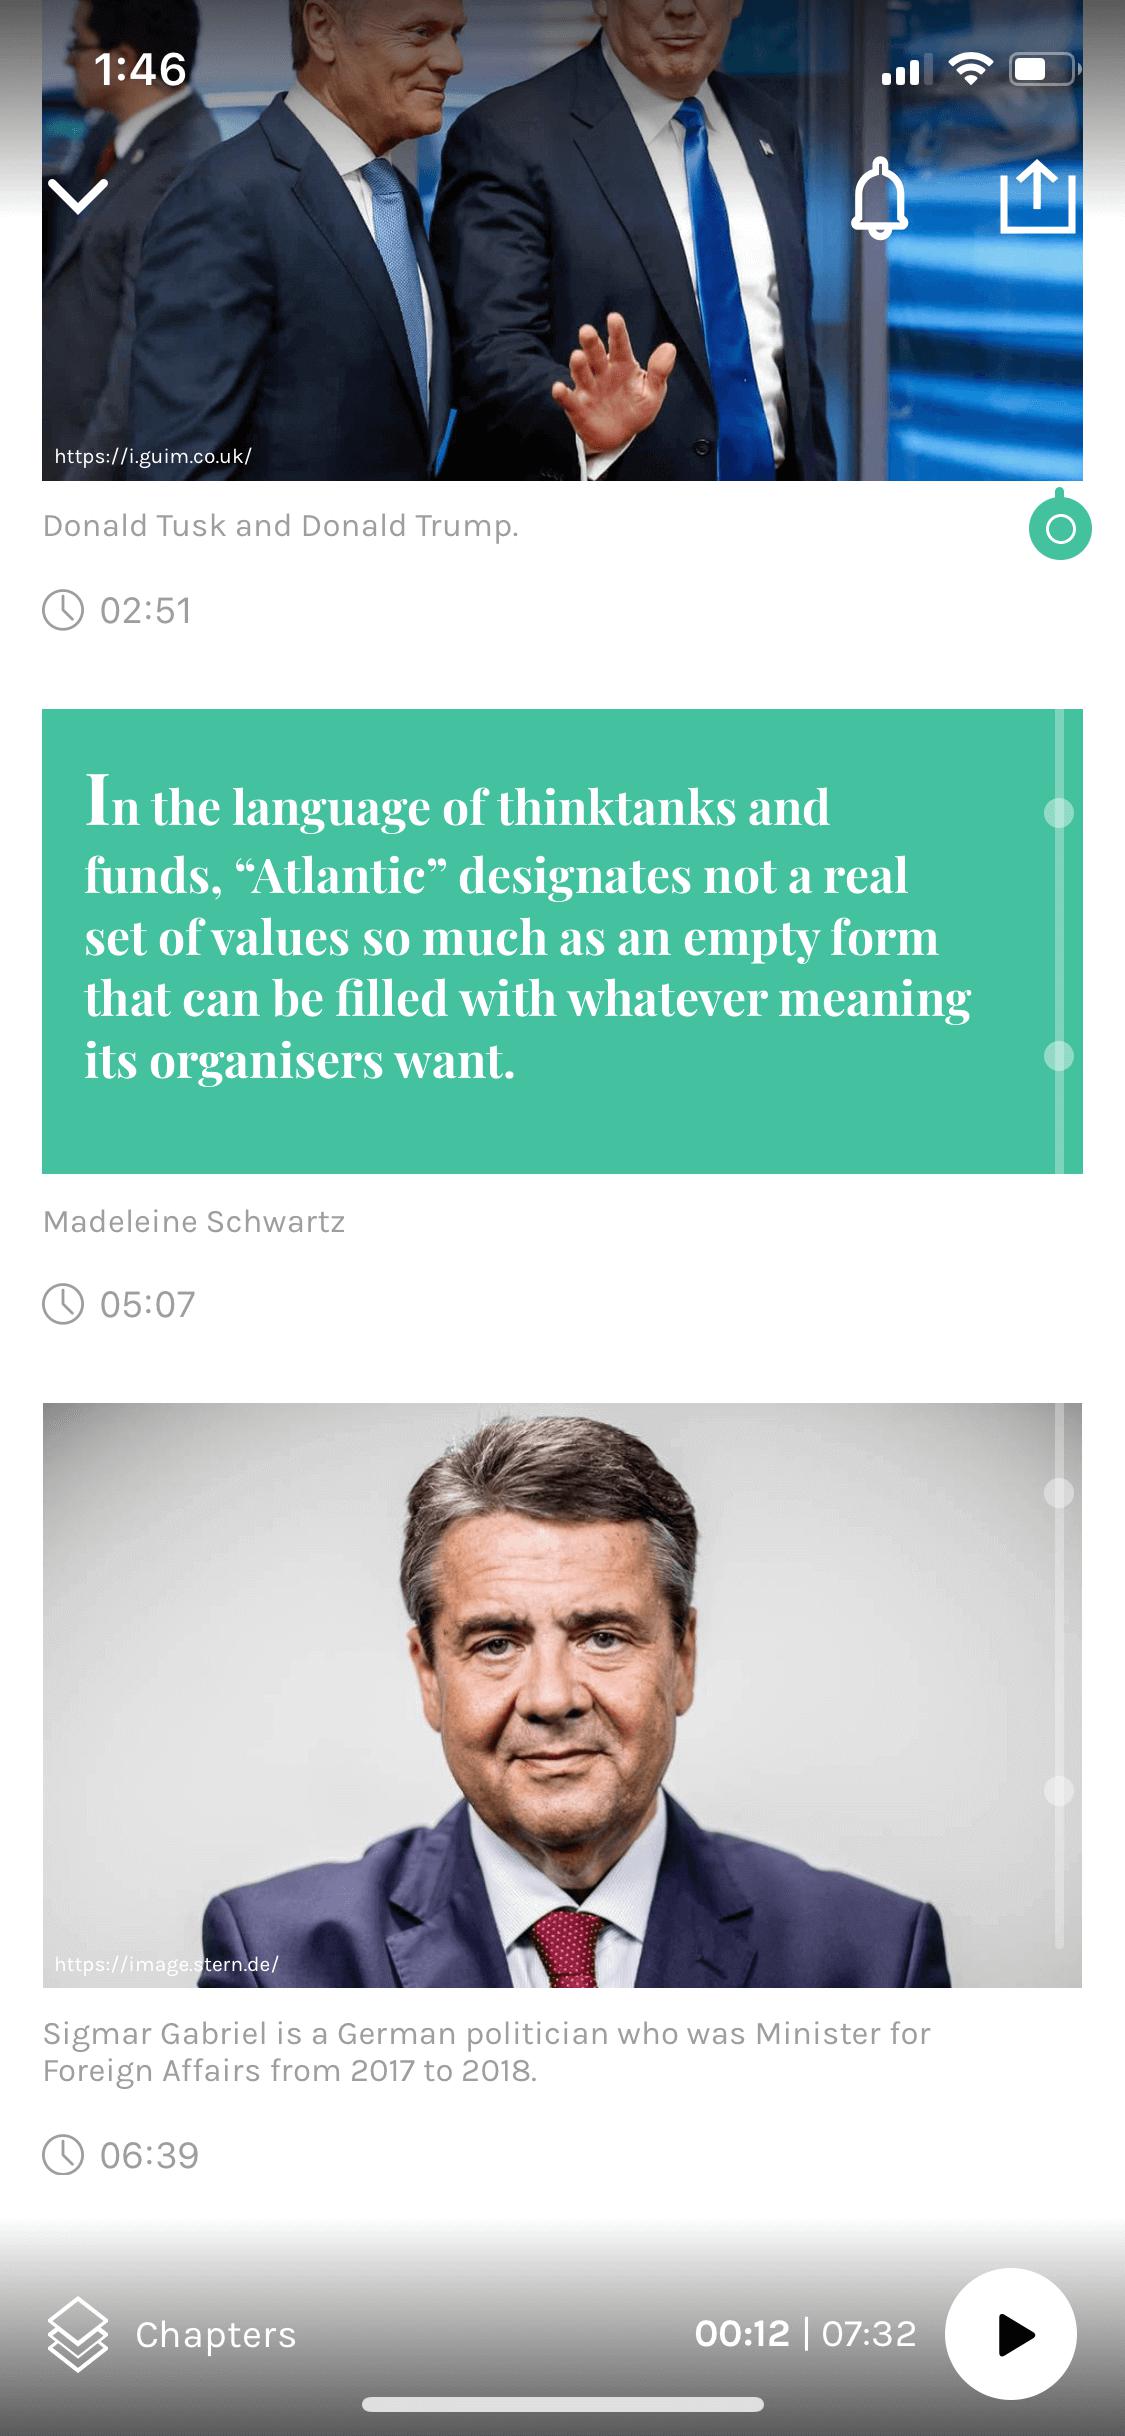 1:46
https://i.guim.co.uk/
Donald Tusk and Donald Trump.
02:51
In the language of thinktanks and
funds, “Atlantic” designates not a real
set of values so much as an empty form
that can be filled with whatever meaning
its organisers want.
Madeleine Schwartz
05:07
https://image.stern.de/
Sigmar Gabriel is a German politician who was Minister for
Foreign Affairs from 2017 to 2018.
06:39
Chapters
00:12 | 07:32